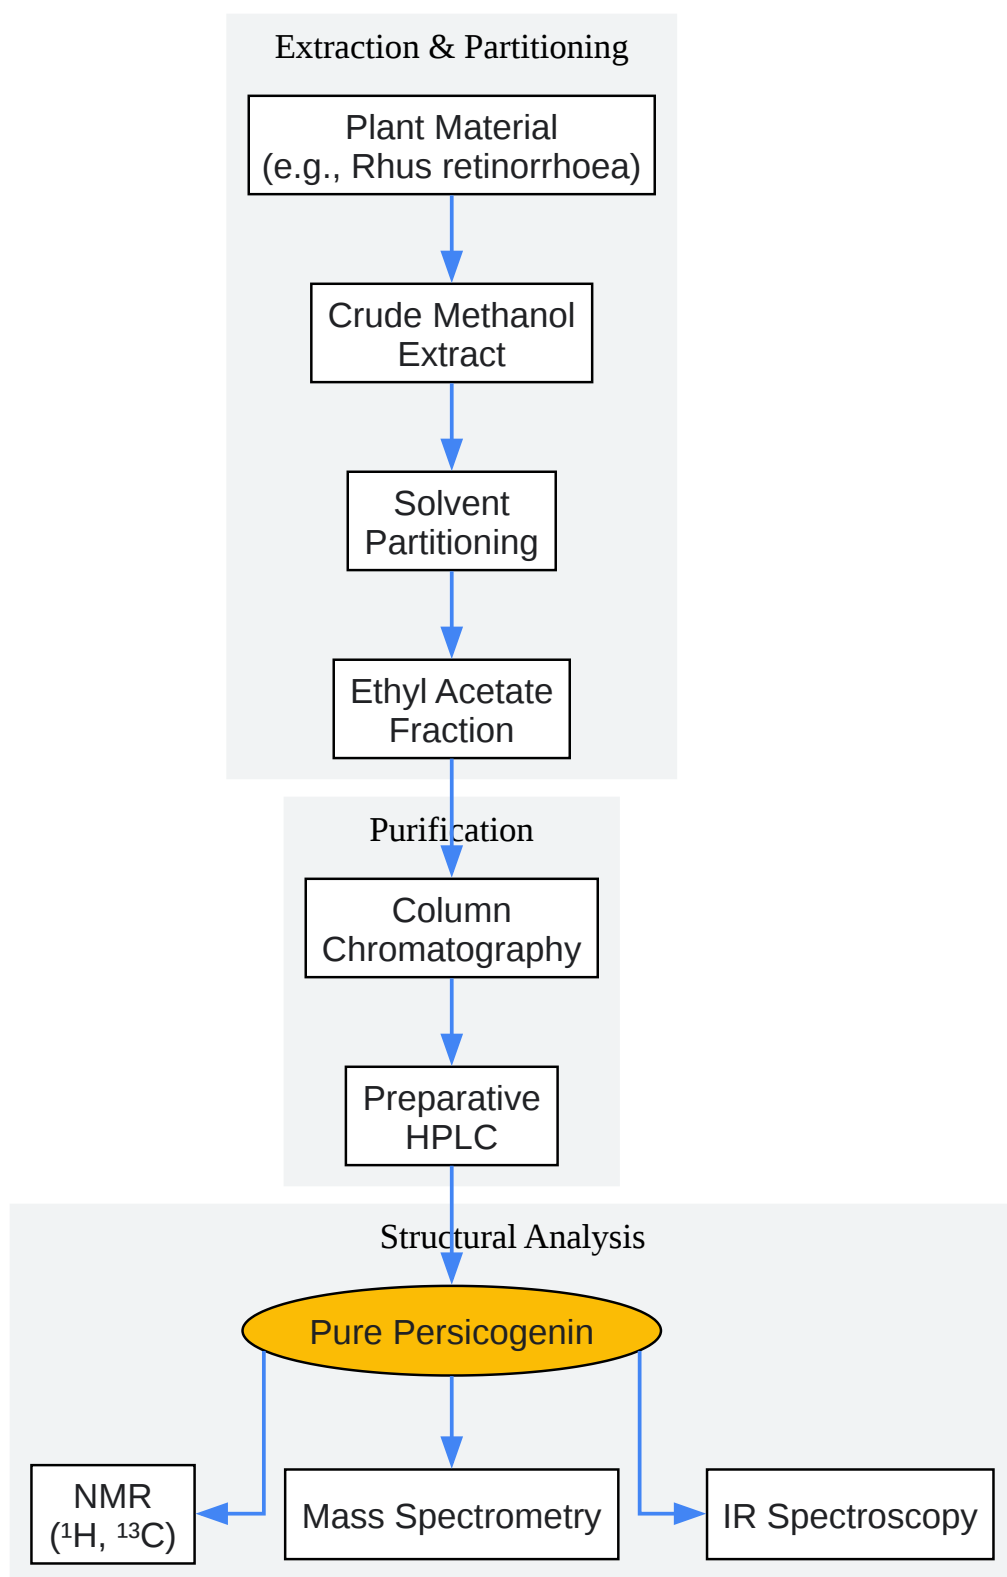 Extraction & Partitioning
Plant Material
(e.g., Rhus retinorrhoea)
Crude Methanol
Extract
Solvent
Partitioning
Ethyl Acetate
Fraction
Purification
Column
Chromatography
Preparative
HPLC
Structural Analysis
Pure Persicogenin
NMR
(¹H, ¹³C)
Mass Spectrometry
IR Spectroscopy